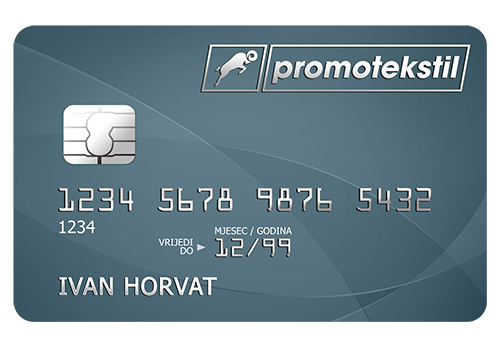 promotekstil
1234 5678 9876 5432
1234
MJESEC / GODINA
VRIJEDI
DO
12/99
IVAN HORVAT